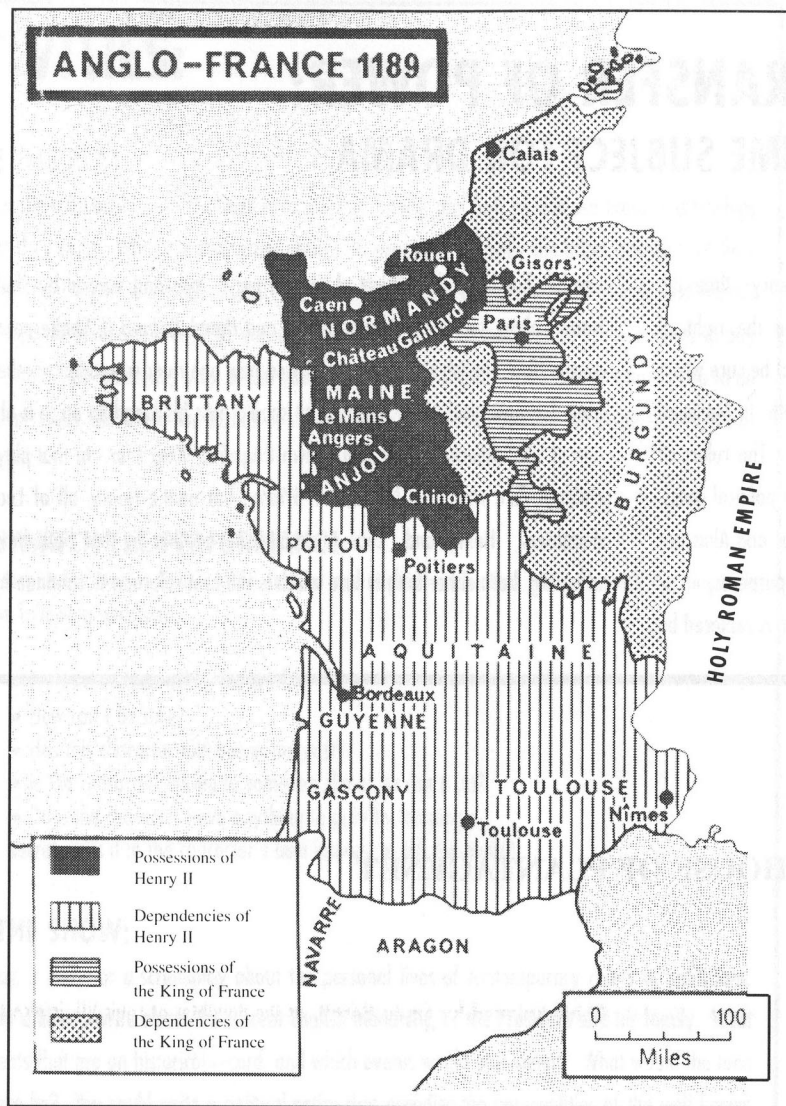 ANGLO-FRANCE 1189
Calais
Rouen
Gisors
Caen
NORMANDY
Paris
Château Gaillard
BRITTANY
MAINE
Le Mans
Angers
ANJOU
BURGUNDY
Chinon
POITOU
Poitiers
HOLY ROMAN EMPIRE
AQUITAINE
Bordeaux
GUYENNE
GASCONY
TOULOUSE
Nîmes
Toulouse
Possessions of
Henry II
Dependencies of
Henry II
Possessions of
the King of France
Dependencies of
the King of France
NAVARRE
ARAGON
0 100
Miles